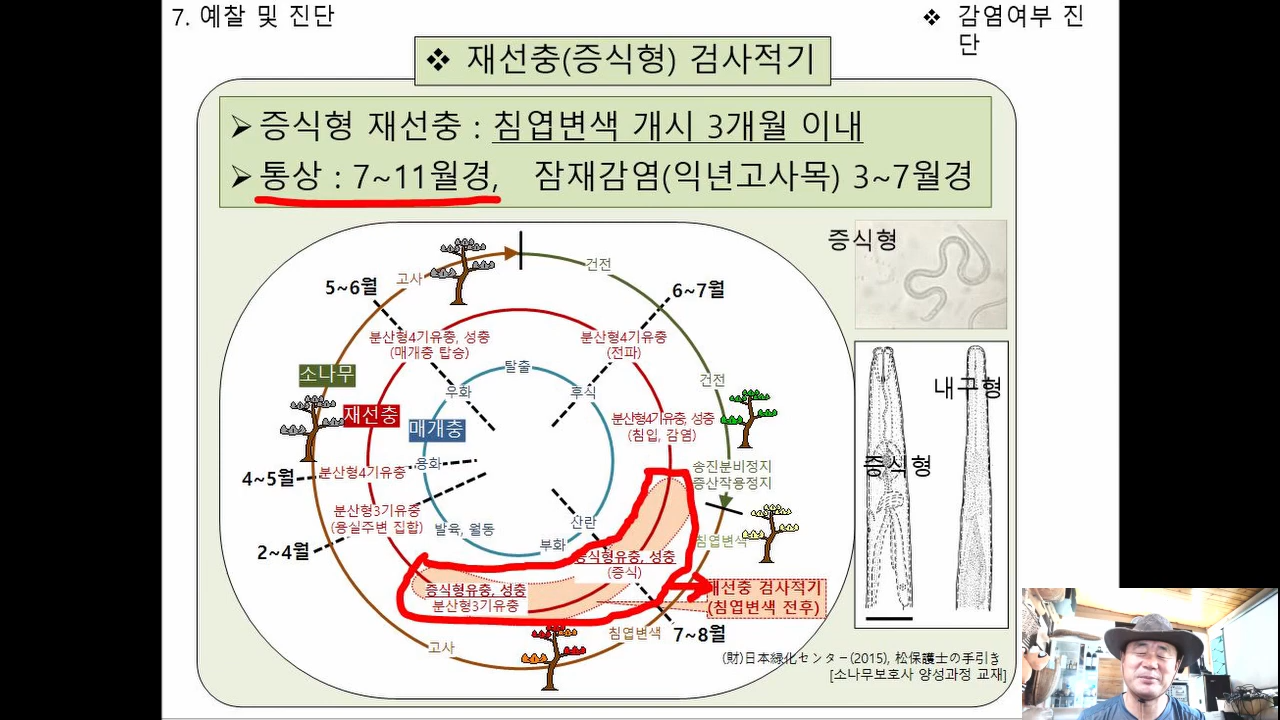 7. 예찰 및 진단
❖ 감염여부 진
단
❖ 재선충(증식형) 검사적기
➢증식형 재선충 : 침엽변색 개시 3개월 이내
➢통상 : 7~11월경, 잠재감염(익년고사목) 3~7월경
증식형
내구형
증식형
고사
건전
5~6월
6~7월
분산형4기유충, 성충
(매개충 탑승)
분산형4기유충
(전파)
탈출
우화
후식
소나무
재선충
매개충
건전
분산형4기유충, 성충
(침입, 감염)
용화
4~5월
분산형4기유충
송진분비정지
증산작용정지
분산형3기유충
(용실주변 집합)
발육, 월동
산란
부화
침엽변색
2~4월
증식형유충, 성충
(증식)
증식형유충, 성충
분산형3기유충
재선충 검사적기
(침엽변색 전후)
고사
침엽변색
7~8월
(財)日本緑化センター(2015), 松保護士の手引き
[소나무보호사 양성과정 교재]